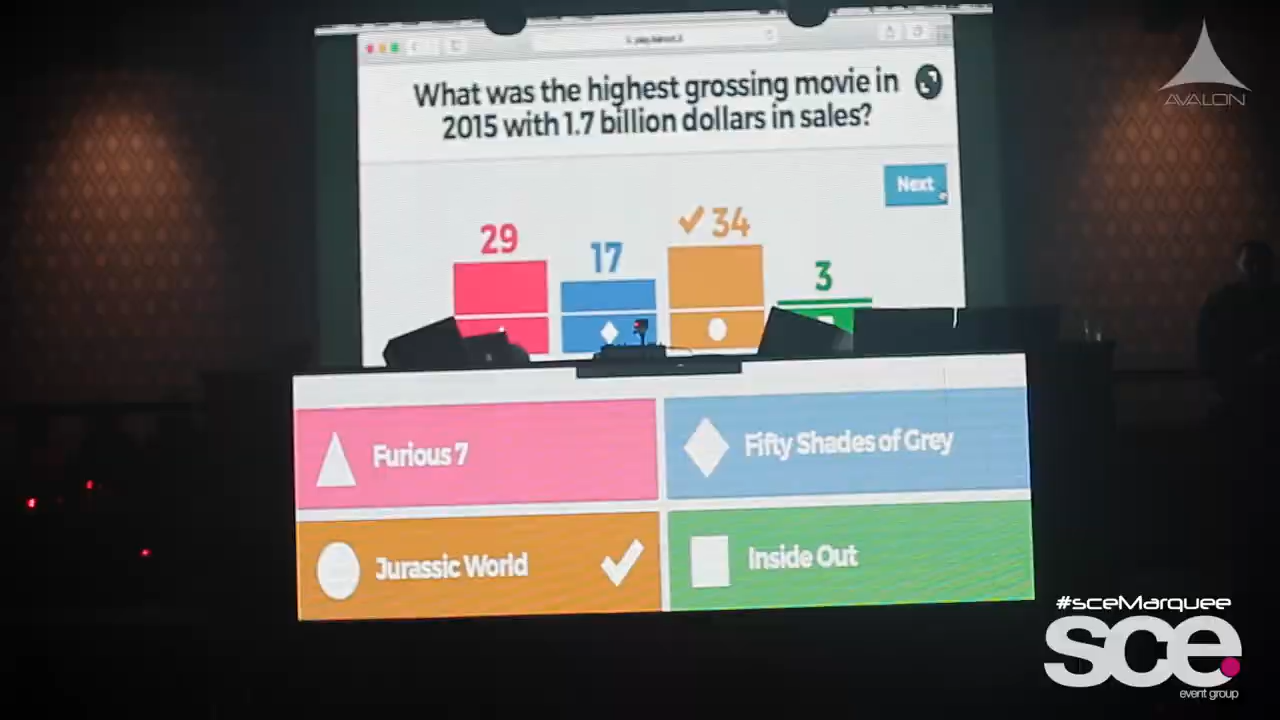 What was the highest grossing movie in
2015 with 1.7 billion dollars in sales?
Next
29
17
34
3
Furious 7
Fifty Shades of Grey
Jurassic World
Inside Out
AVALON
#sceMarquee
sce
event group